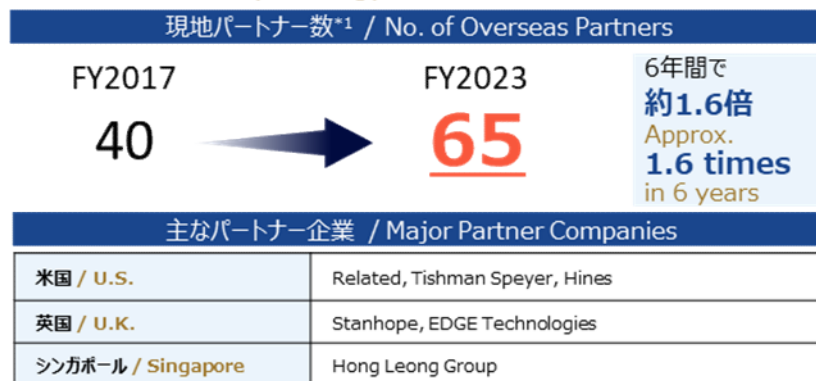 現地パートナー数*1 / No. of Overseas Partners
FY2017
40
FY2023
65
6年間で
約1.6倍
Approx.
1.6 times
in 6 years
主なパートナー企業 / Major Partner Companies
米国 / U.S. Related, Tishman Speyer, Hines
英国 / U.K. Stanhope, EDGE Technologies
シンガポール / Singapore Hong Leong Group